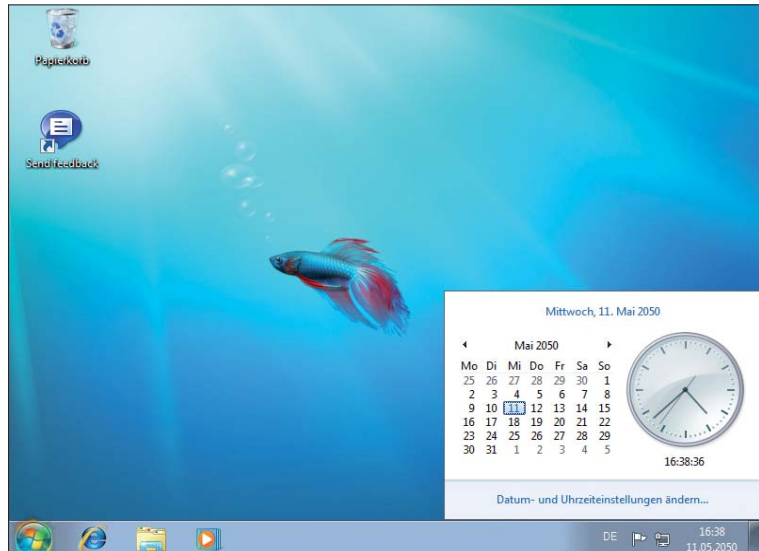 Papierkorb
Send feedback
Mittwoch, 11. Mai 2050
Mai 2050
Mo Di Mi Do Fr Sa So
25 26 27 28 29 30 1
2 3 4 5 6 7 8
9 10 11 12 13 14 15
16 17 18 19 20 21 22
23 24 25 26 27 28 29
30 31 1 2 3 4 5
16:38:36
Datum- und Uhrzeiteinstellungen ändern...
DE
16:38
11.05.2050